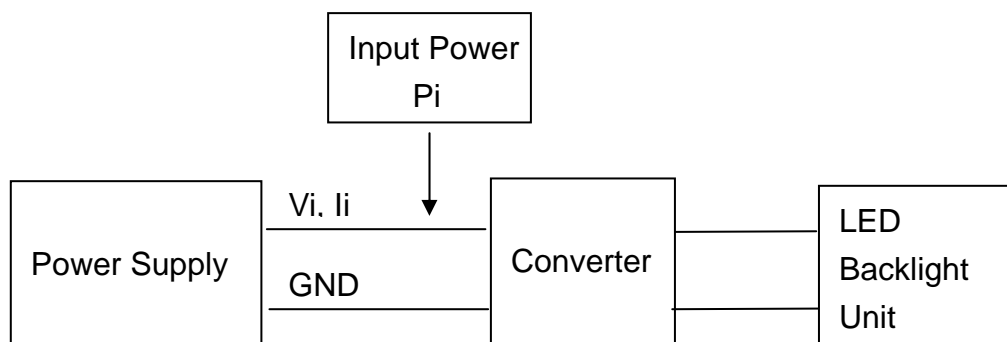 Input Power
Pi
Vi, Ii
Power Supply
GND
Converter
LED
Backlight
Unit